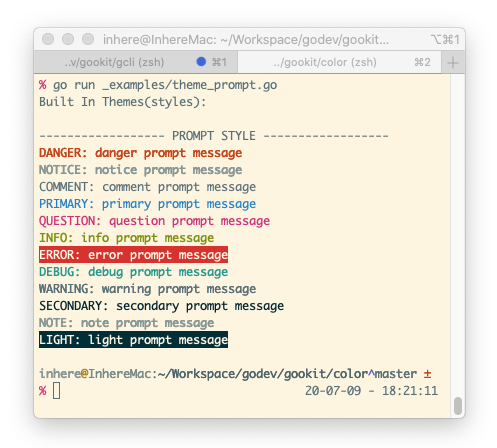 inhere@InhereMac: ~/Workspace/godev/gookit... ⌥⌘1
..v/gookit/gcli (zsh) ⌘1 ../gookit/color (zsh) ⌘2 +
% go run _examples/theme_prompt.go
Built In Themes(styles):
------------------ PROMPT STYLE ------------------
DANGER: danger prompt message
NOTICE: notice prompt message
COMMENT: comment prompt message
PRIMARY: primary prompt message
QUESTION: question prompt message
INFO: info prompt message
ERROR: error prompt message
DEBUG: debug prompt message
WARNING: warning prompt message
SECONDARY: secondary prompt message
NOTE: note prompt message
LIGHT: light prompt message
inhere@InhereMac:~/Workspace/godev/gookit/color^master ±
% 20-07-09 - 18:21:11